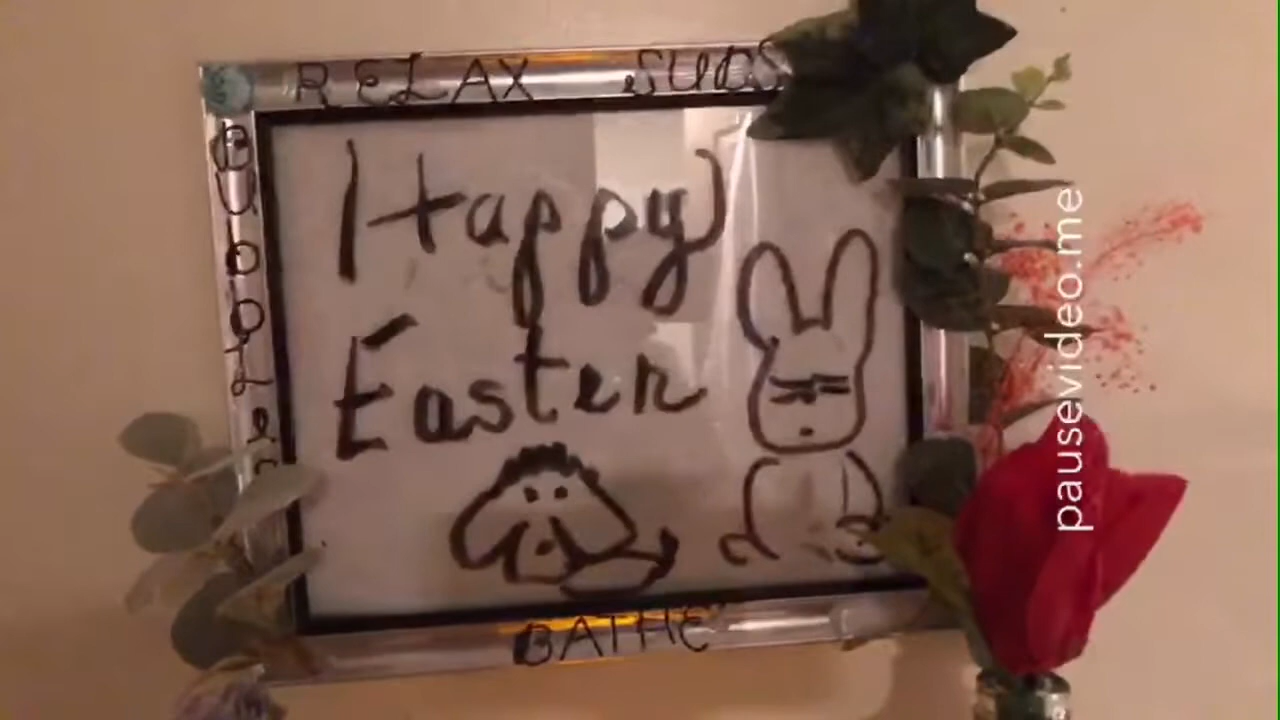 RELAX SUDS
BUBBLES
Happy
Easter
BATHE
pausevideo.me